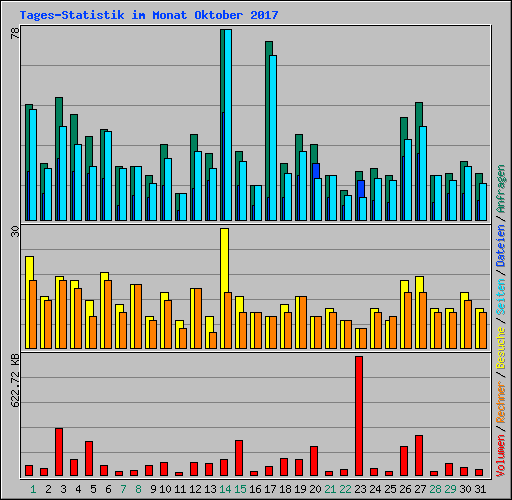 Tages-Statistik im Monat Oktober 2017
78
30
622.72 KB
Volumen / Rechner / Besuche / Seiten / Dateien / Anfragen
1 2 3 4 5 6 7 8 9 10 11 12 13 14 15 16 17 18 19 20 21 22 23 24 25 26 27 28 29 30 31